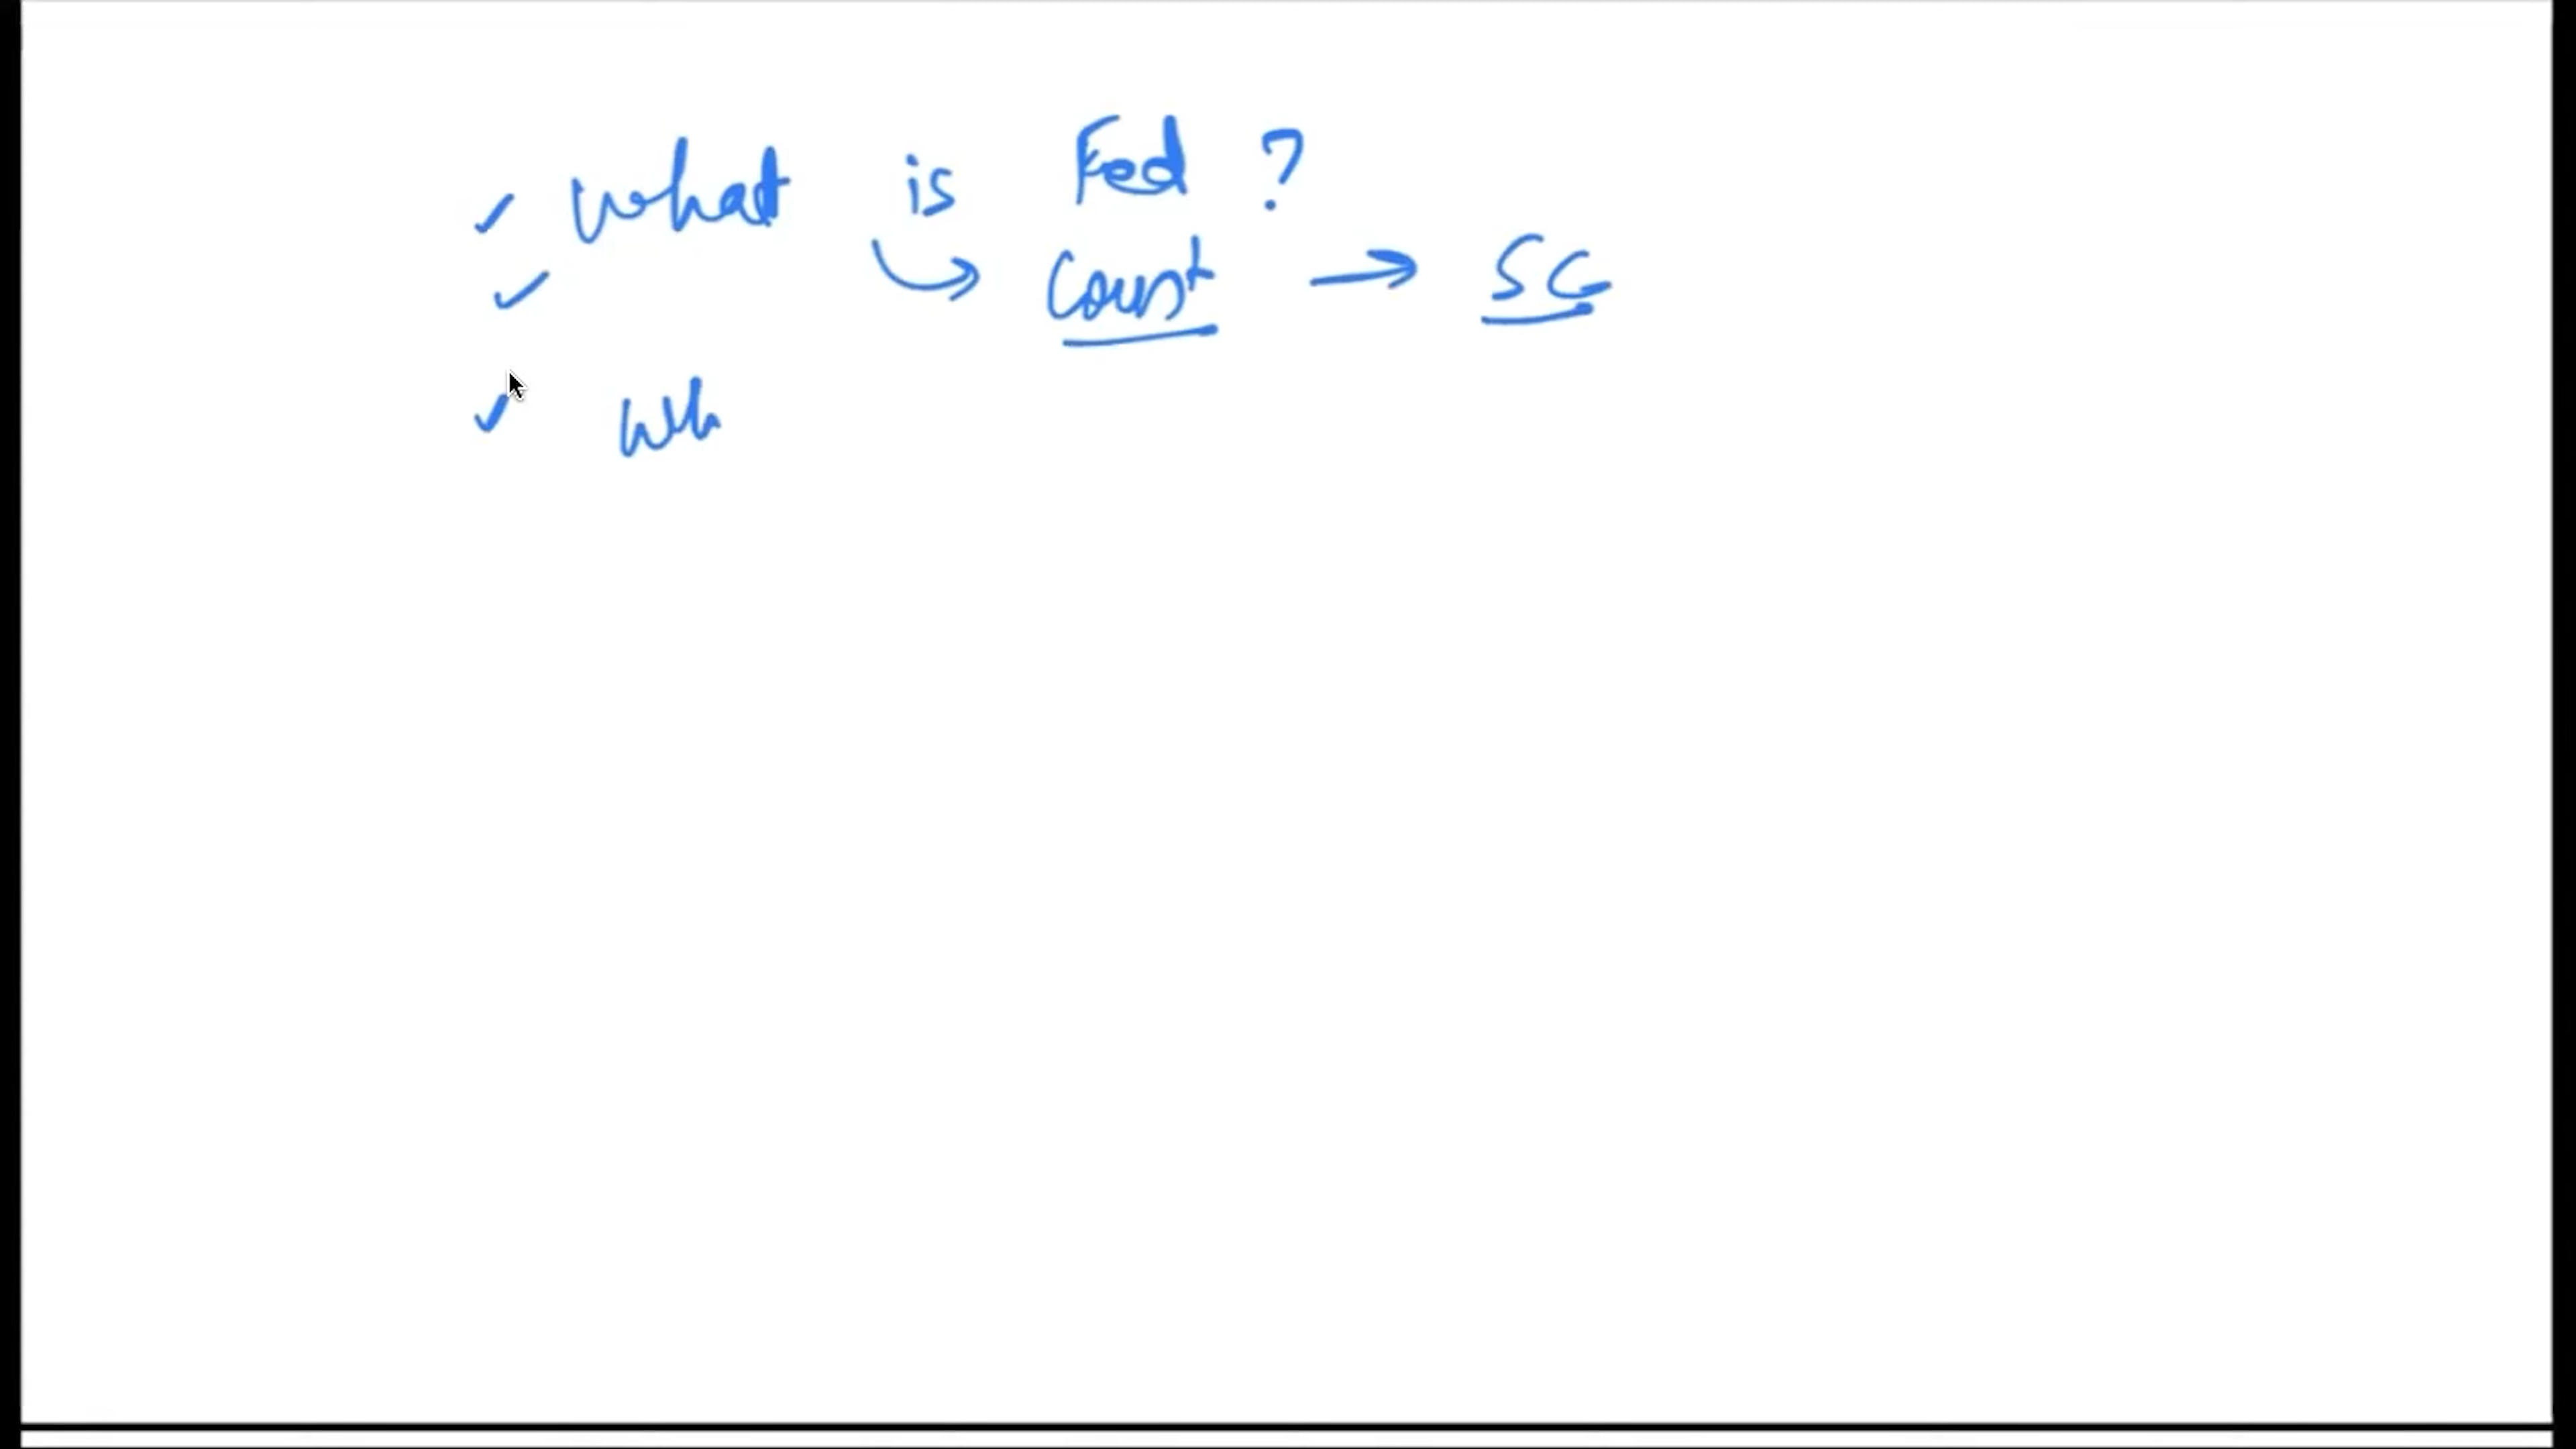 ✓ What is Fed ?
✓ ↳ Const → SC
✓ Wh